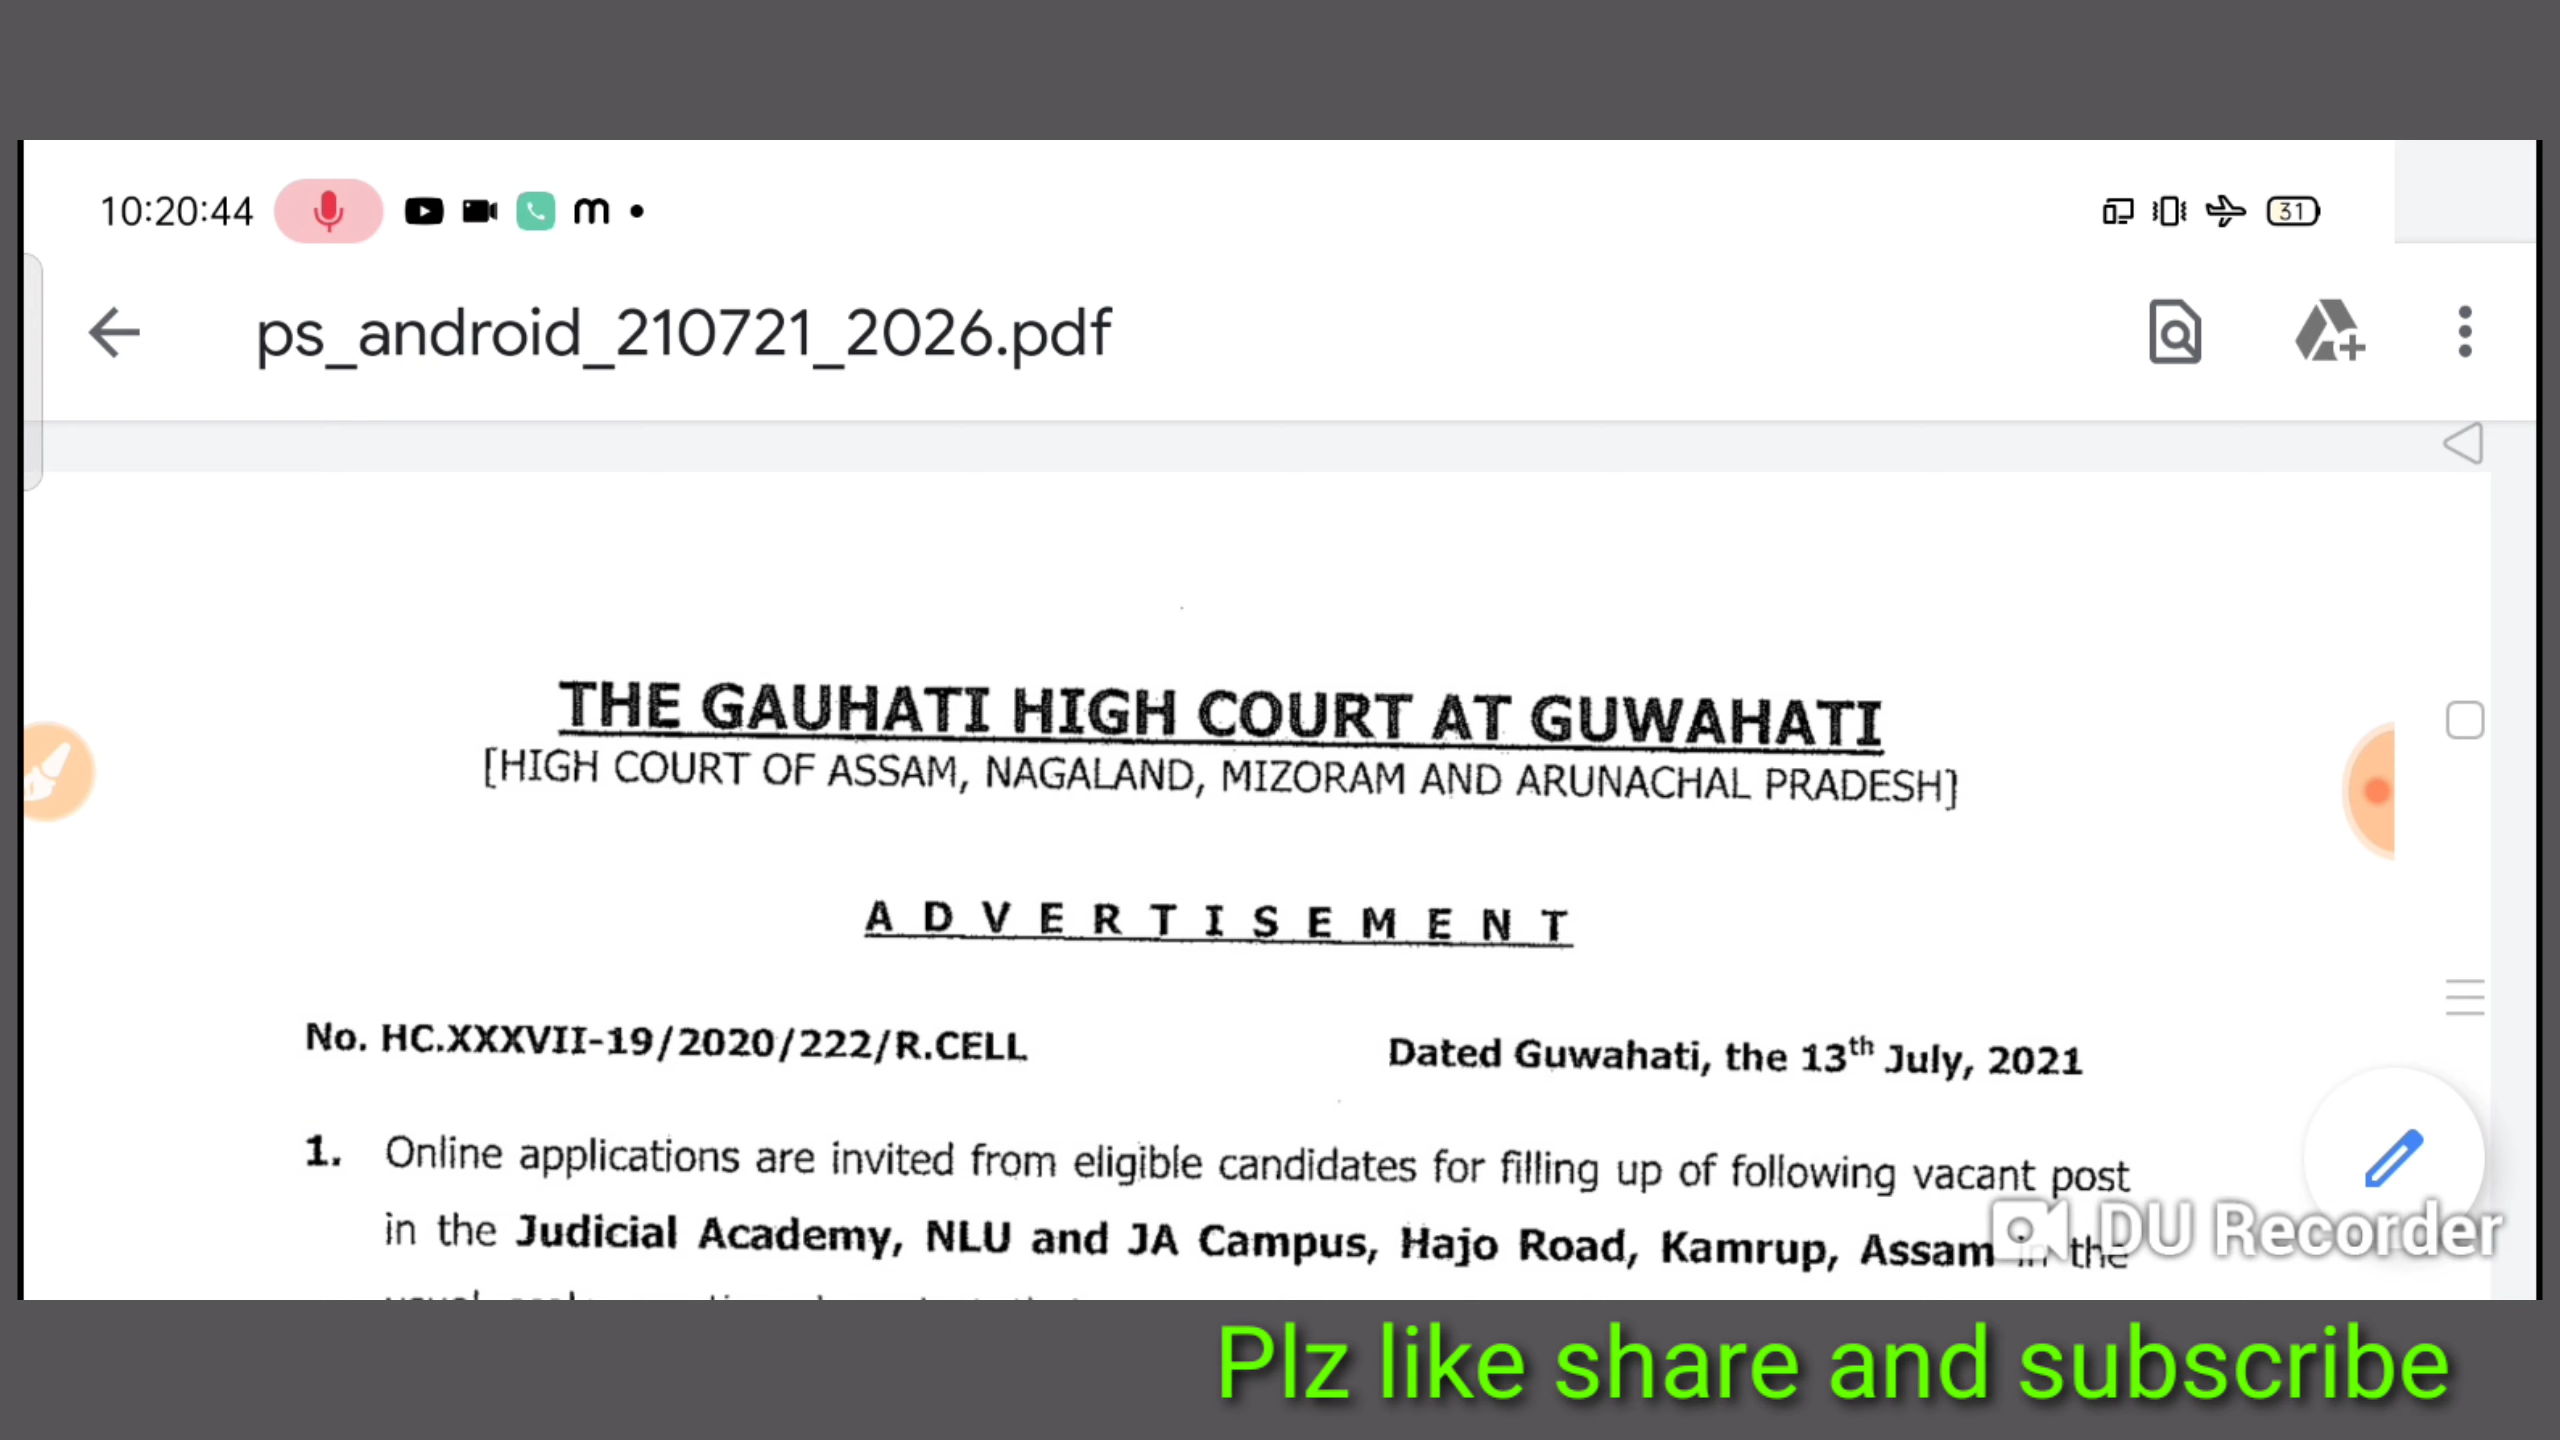 10:20:44 m 31
ps_android_210721_2026.pdf
THE GAUHATI HIGH COURT AT GUWAHATI
[HIGH COURT OF ASSAM, NAGALAND, MIZORAM AND ARUNACHAL PRADESH]
A D V E R T I S E M E N T
No. HC.XXXVII-19/2020/222/R.CELL Dated Guwahati, the 13th July, 2021
1. Online applications are invited from eligible candidates for filling up of following vacant post
in the Judicial Academy, NLU and JA Campus, Hajo Road, Kamrup, Assam in the
DU Recorder
Plz like share and subscribe